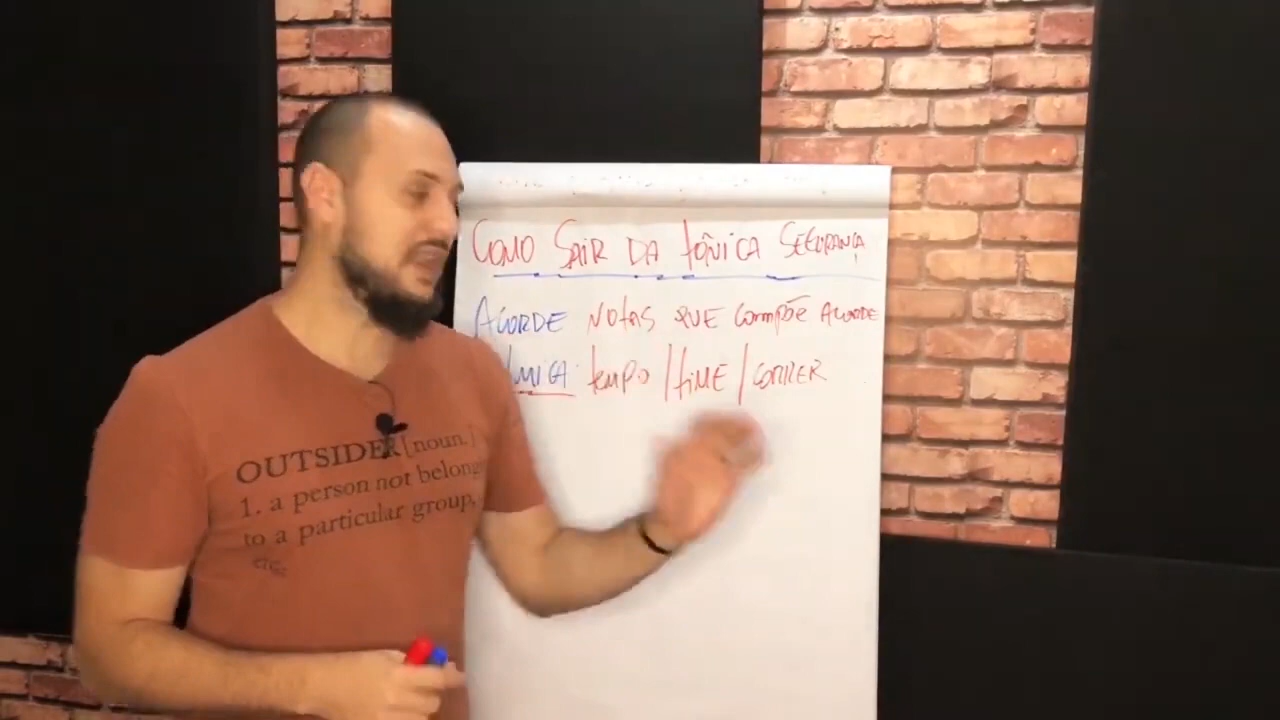 COMO SAIR DA TÔNICA SEGURANÇA
ACORDE NOTAS QUE COMPÕE ACORDE
TEMPO / TIME / CORRER
OUTSIDER [noun.]
1. a person not belong
to a particular group,
etc.